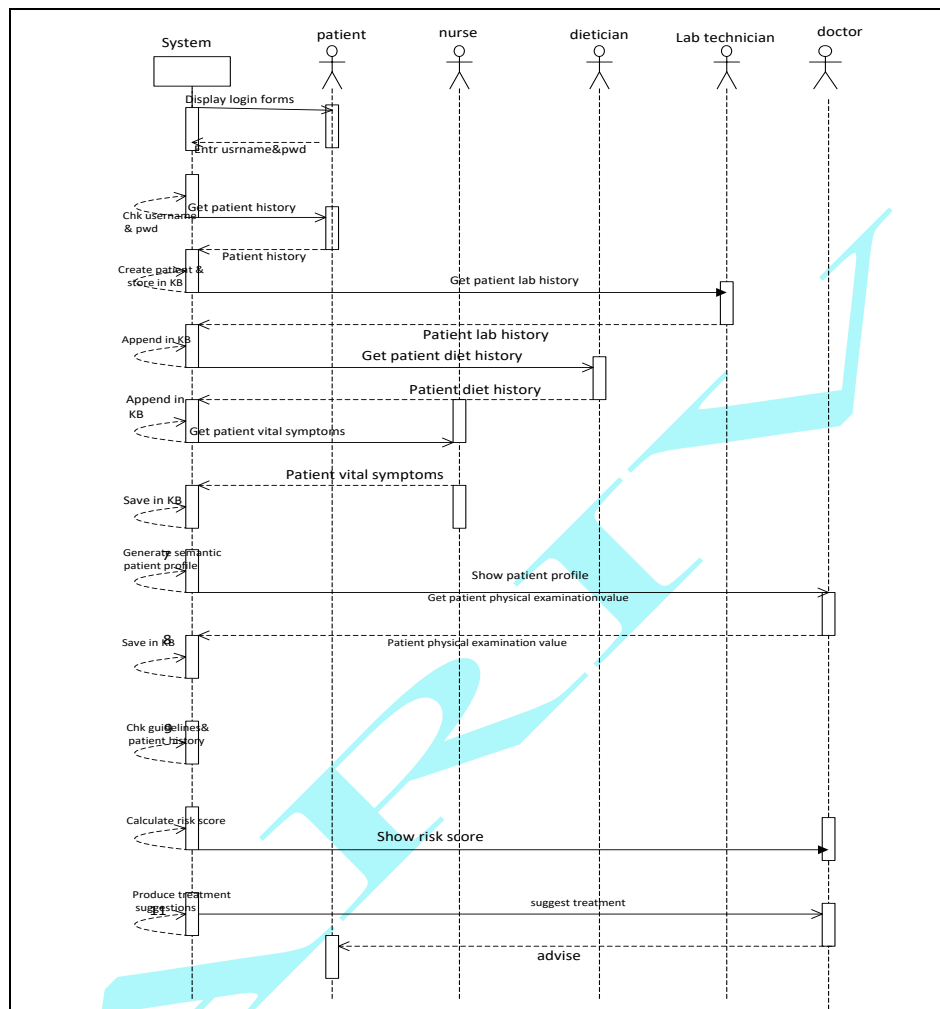 System
patient
nurse
dietician
Lab technician
doctor
Display login forms
Entr usrname&pwd
Get patient history
Chk username
& pwd
Patient history
Create patient &
store in KB
Get patient lab history
Patient lab history
Append in KB
Get patient diet history
Patient diet history
Append in
KB
Get patient vital symptoms
Patient vital symptoms
Save in KB
7
Generate semantic
patient profile
Show patient profile
Get patient physical examination value
8
Save in KB
Patient physical examination value
9
Chk guidelines&
patient history
Calculate risk score
Show risk score
Produce treatment
suggestions
11
suggest treatment
advise